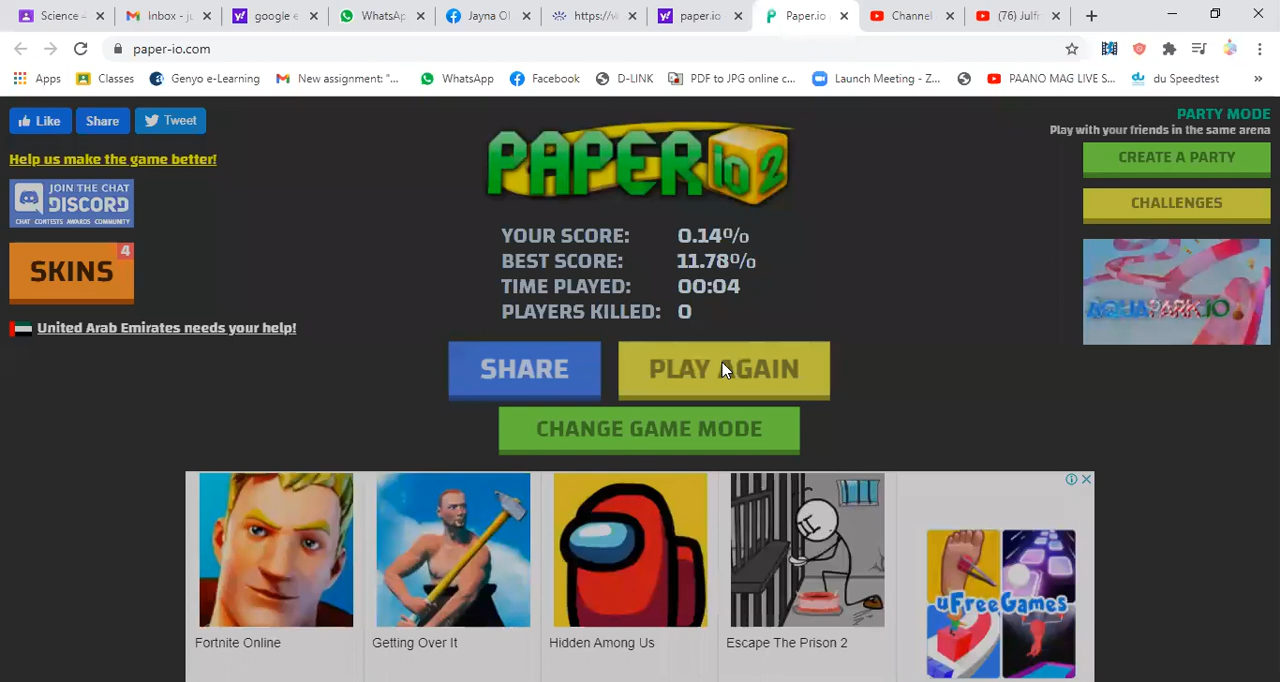 Science 4
Inbox - ju
google e
WhatsAp
Jayna Ol
https://vi
paper.io
Paper.io
Channel
(76) Julfr
paper-io.com
Apps
Classes
Genyo e-Learning
New assignment: "...
WhatsApp
Facebook
D-LINK
PDF to JPG online c...
Launch Meeting - Z...
PAANO MAG LIVE S...
du Speedtest
»
Like
Share
Tweet
Help us make the game better!
JOIN THE CHAT
DISCORD
CHAT CONTESTS AWARDS COMMUNITY
SKINS
4
United Arab Emirates needs your help!
PAPER io 2
YOUR SCORE: 0.14%
BEST SCORE: 11.78%
TIME PLAYED: 00:04
PLAYERS KILLED: 0
SHARE
PLAY AGAIN
CHANGE GAME MODE
PARTY MODE
Play with your friends in the same arena
CREATE A PARTY
CHALLENGES
AQUAPARK.IO
Fortnite Online
Getting Over It
Hidden Among Us
Escape The Prison 2
uFreeGames